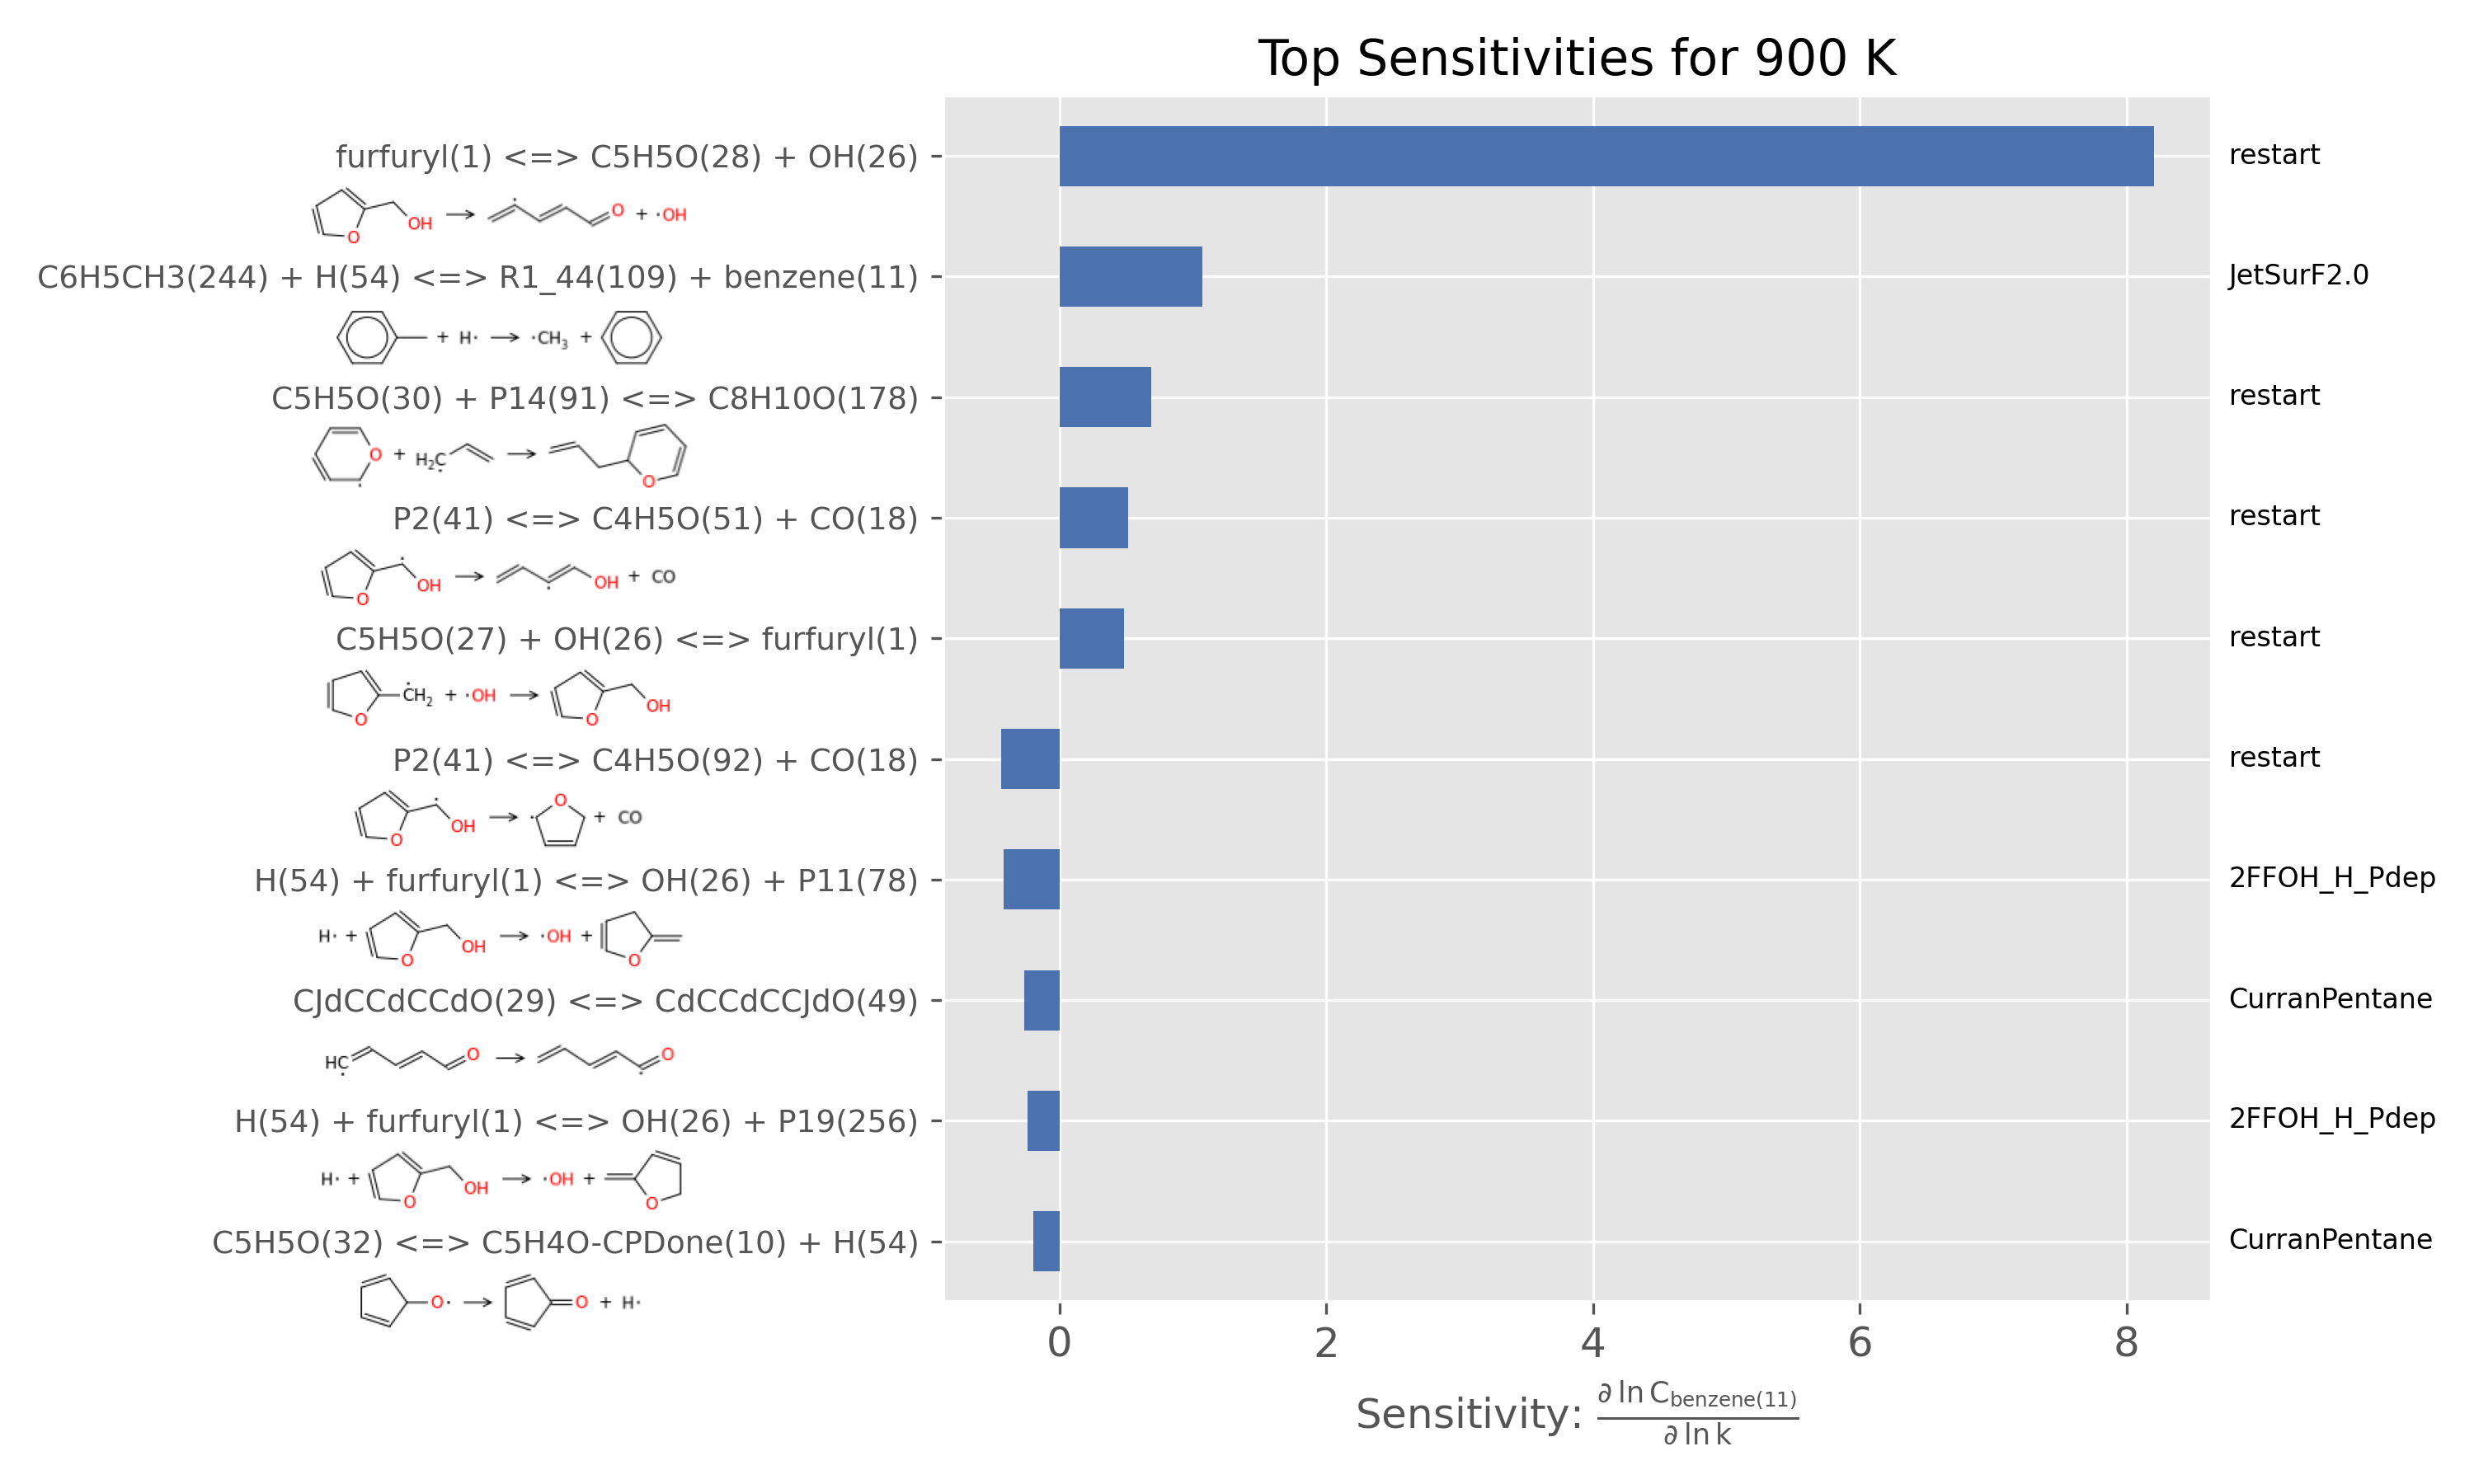 Top Sensitivities for 900 K
furfuryl(1) <=> C5H5O(28) + OH(26)
restart
OH O → O + ·OH
C6H5CH3(244) + H(54) <=> R1_44(109) + benzene(11)
JetSurF2.0
+ H· → ·CH3 +
C5H5O(30) + P14(91) <=> C8H10O(178)
restart
O + H2C → O
P2(41) <=> C4H5O(51) + CO(18)
restart
OH O → OH + CO
C5H5O(27) + OH(26) <=> furfuryl(1)
restart
O CH2 + ·OH → O OH
P2(41) <=> C4H5O(92) + CO(18)
restart
OH O → O + CO
H(54) + furfuryl(1) <=> OH(26) + P11(78)
2FFOH_H_Pdep
H· + O OH → ·OH + O
CJdCCdCCdO(29) <=> CdCCdCCJdO(49)
CurranPentane
HC O → O
H(54) + furfuryl(1) <=> OH(26) + P19(256)
2FFOH_H_Pdep
H· + O OH → ·OH + O
C5H5O(32) <=> C5H4O-CPDone(10) + H(54)
CurranPentane
O· → O + H·
0 2 4 6 8
Sensitivity: ∂ ln C_benzene(11) / ∂ ln k